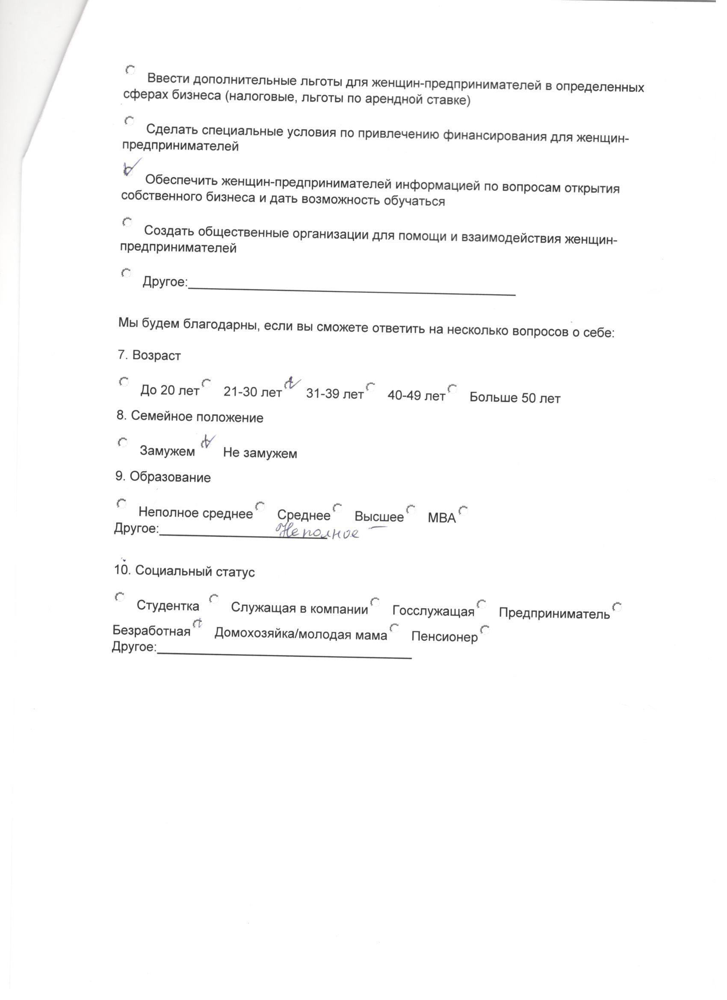 Ввести дополнительные льготы для женщин-предпринимателей в определенных
сферах бизнеса (налоговые, льготы по арендной ставке)
Сделать специальные условия по привлечению финансирования для женщин-
предпринимателей
Обеспечить женщин-предпринимателей информацией по вопросам открытия
собственного бизнеса и дать возможность обучаться
Создать общественные организации для помощи и взаимодействия женщин-
предпринимателей
Другое:
Мы будем благодарны, если вы сможете ответить на несколько вопросов о себе:
7. Возраст
До 20 лет 21-30 лет 31-39 лет 40-49 лет Больше 50 лет
8. Семейное положение
Замужем Не замужем
9. Образование
Неполное среднее Среднее Высшее МВА
Другое: Неполное
10. Социальный статус
Студентка Служащая в компании Госслужащая Предприниматель
Безработная Домохозяйка/молодая мама Пенсионер
Другое: